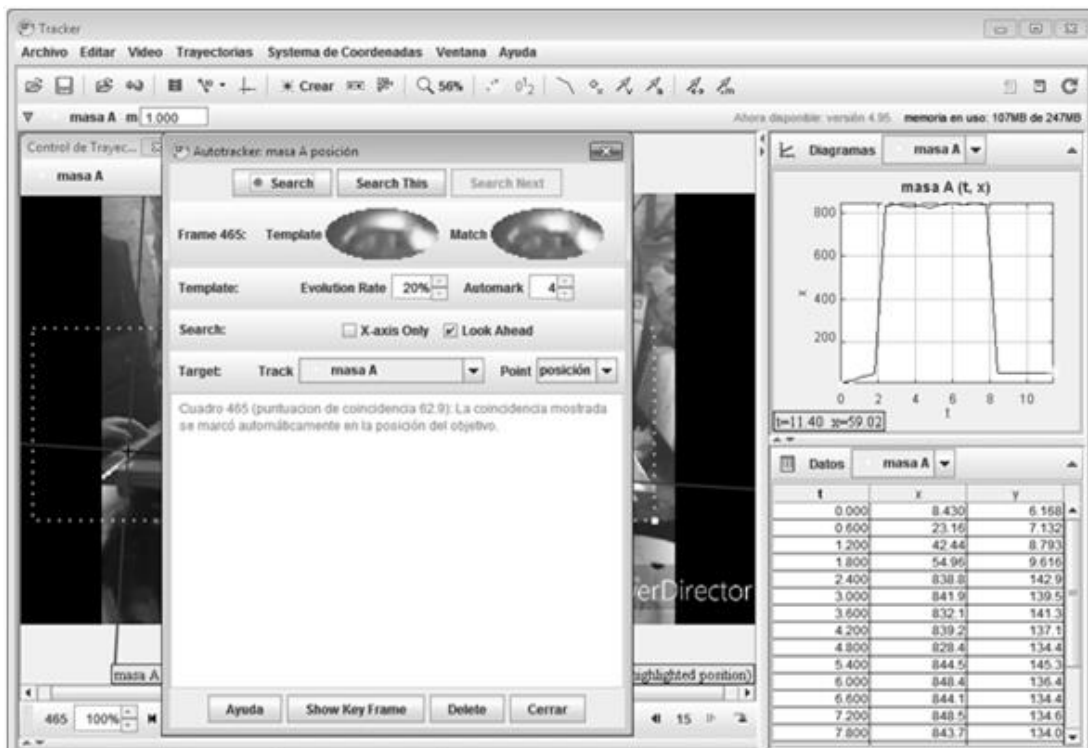 Tracker
Archivo Editar Video Trayectorias Systema de Coordenadas Ventana Ayuda
Crear 56%
masa A m 1.000 Ahora disponible: versión 4.95 memoria en uso: 107MB de 247MB
Control de Trayec...
masa A
Autotracker: masa A posición
Search Search This Search Next
Frame 465: Template Match
Template: Evolution Rate 20% Automark 4
Search: X-axis Only Look Ahead
Target: Track masa A Point posición
Cuadro 465 (puntuacion de coincidencia 62.9): La coincidencia mostrada
se marcó automáticamente en la posición del objetivo.
Ayuda Show Key Frame Delete Cerrar
erDirector
masa A
highlighted position)
465 100% 15
Diagramas masa A
masa A (t, x)
800
600
x 400
200
0 2 4 6 8 10
t
t=11.40 x=59.02
Datos masa A
t x y
0.000 8.430 6.168
0.600 23.16 7.132
1.200 42.44 8.793
1.800 54.96 9.616
2.400 838.8 142.9
3.000 841.9 139.5
3.600 832.1 141.3
4.200 839.2 137.1
4.800 828.4 134.4
5.400 844.5 145.3
6.000 848.4 136.4
6.600 844.1 134.4
7.200 848.5 134.6
7.800 843.7 134.0